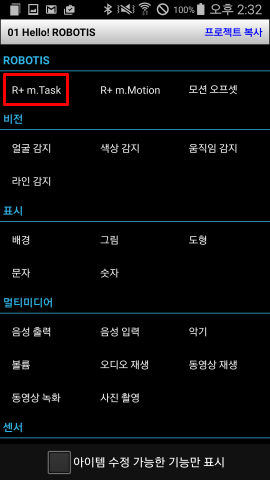 100% 오후 2:32
01 Hello! ROBOTIS 프로젝트 복사
ROBOTIS
R+ m.Task R+ m.Motion 모션 오프셋
비전
얼굴 감지 색상 감지 움직임 감지
라인 감지
표시
배경 그림 도형
문자 숫자
멀티미디어
음성 출력 음성 입력 악기
볼륨 오디오 재생 동영상 재생
동영상 녹화 사진 촬영
센서
아이템 수정 가능한 기능만 표시